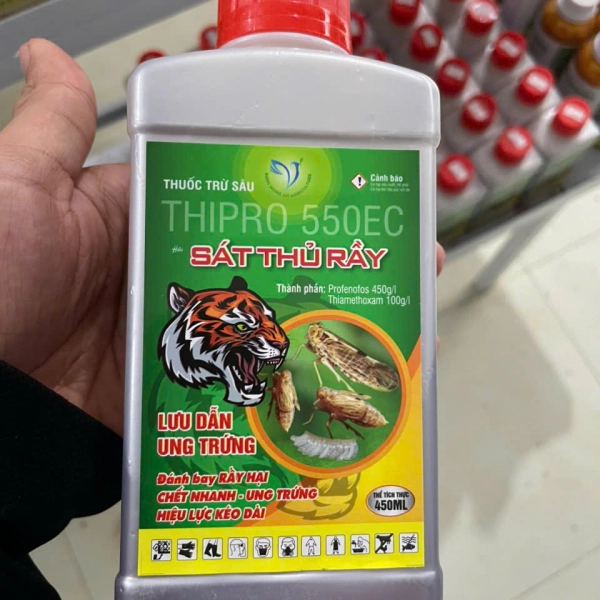 THUỐC TRỪ SÂU
Cảnh báo
THIPRO 550EC
SÁT THỦ RẦY
Thành phần: Profenofos 450g/l
Thiamethoxam 100g/l
LƯU DẪN
UNG TRỨNG
Đánh bay RẦY HẠI
CHẾT NHANH - UNG TRỨNG
HIỆU LỰC KÉO DÀI
THỂ TÍCH THỰC
450ML